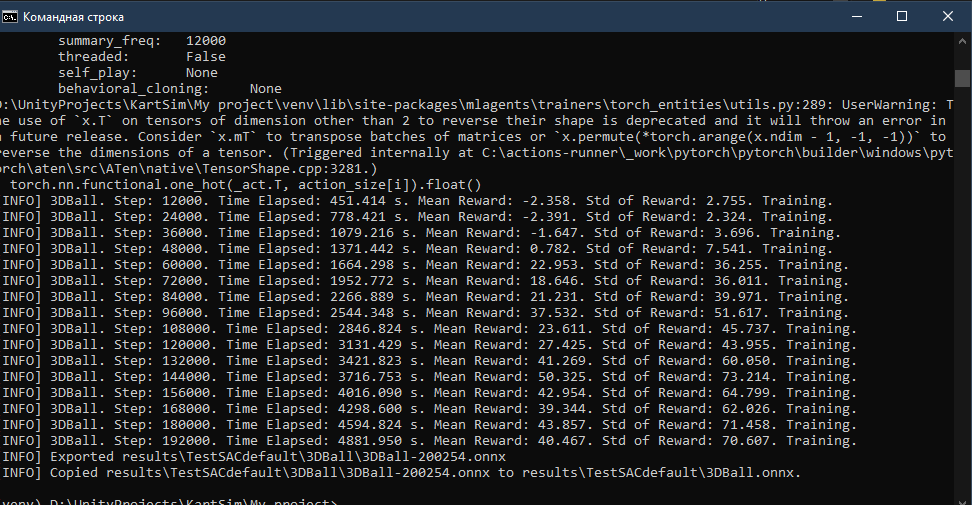 Командная строка
summary_freq: 12000
threaded: False
self_play: None
behavioral_cloning: None
D:\UnityProjects\KartSim\My project\venv\lib\site-packages\mlagents\trainers\torch_entities\utils.py:289: UserWarning: T
he use of `x.T` on tensors of dimension other than 2 to reverse their shape is deprecated and it will throw an error in
 future release. Consider `x.mT` to transpose batches of matrices or `x.permute(*torch.arange(x.ndim - 1, -1, -1))` to
reverse the dimensions of a tensor. (Triggered internally at C:\actions-runner\_work\pytorch\pytorch\builder\windows\pyt
orch\aten\src\ATen\native\TensorShape.cpp:3281.)
torch.nn.functional.one_hot(_act.T, action_size[i]).float()
INFO] 3DBall. Step: 12000. Time Elapsed: 451.414 s. Mean Reward: -2.358. Std of Reward: 2.755. Training.
INFO] 3DBall. Step: 24000. Time Elapsed: 778.421 s. Mean Reward: -2.391. Std of Reward: 2.324. Training.
INFO] 3DBall. Step: 36000. Time Elapsed: 1079.216 s. Mean Reward: -1.647. Std of Reward: 3.696. Training.
INFO] 3DBall. Step: 48000. Time Elapsed: 1371.442 s. Mean Reward: 0.782. Std of Reward: 7.541. Training.
INFO] 3DBall. Step: 60000. Time Elapsed: 1664.298 s. Mean Reward: 22.953. Std of Reward: 36.255. Training.
INFO] 3DBall. Step: 72000. Time Elapsed: 1952.772 s. Mean Reward: 18.646. Std of Reward: 36.011. Training.
INFO] 3DBall. Step: 84000. Time Elapsed: 2266.889 s. Mean Reward: 21.231. Std of Reward: 39.971. Training.
INFO] 3DBall. Step: 96000. Time Elapsed: 2544.348 s. Mean Reward: 37.532. Std of Reward: 51.617. Training.
INFO] 3DBall. Step: 108000. Time Elapsed: 2846.824 s. Mean Reward: 23.611. Std of Reward: 45.737. Training.
INFO] 3DBall. Step: 120000. Time Elapsed: 3131.429 s. Mean Reward: 27.425. Std of Reward: 43.955. Training.
INFO] 3DBall. Step: 132000. Time Elapsed: 3421.823 s. Mean Reward: 41.269. Std of Reward: 60.050. Training.
INFO] 3DBall. Step: 144000. Time Elapsed: 3716.753 s. Mean Reward: 50.325. Std of Reward: 73.214. Training.
INFO] 3DBall. Step: 156000. Time Elapsed: 4016.090 s. Mean Reward: 42.954. Std of Reward: 64.799. Training.
INFO] 3DBall. Step: 168000. Time Elapsed: 4298.600 s. Mean Reward: 39.344. Std of Reward: 62.026. Training.
INFO] 3DBall. Step: 180000. Time Elapsed: 4594.824 s. Mean Reward: 43.857. Std of Reward: 71.458. Training.
INFO] 3DBall. Step: 192000. Time Elapsed: 4881.950 s. Mean Reward: 40.467. Std of Reward: 70.607. Training.
INFO] Exported results\TestSACdefault\3DBall\3DBall-200254.onnx
INFO] Copied results\TestSACdefault\3DBall\3DBall-200254.onnx to results\TestSACdefault\3DBall.onnx.
venv) D:\UnityProjects\KartSim\My project>